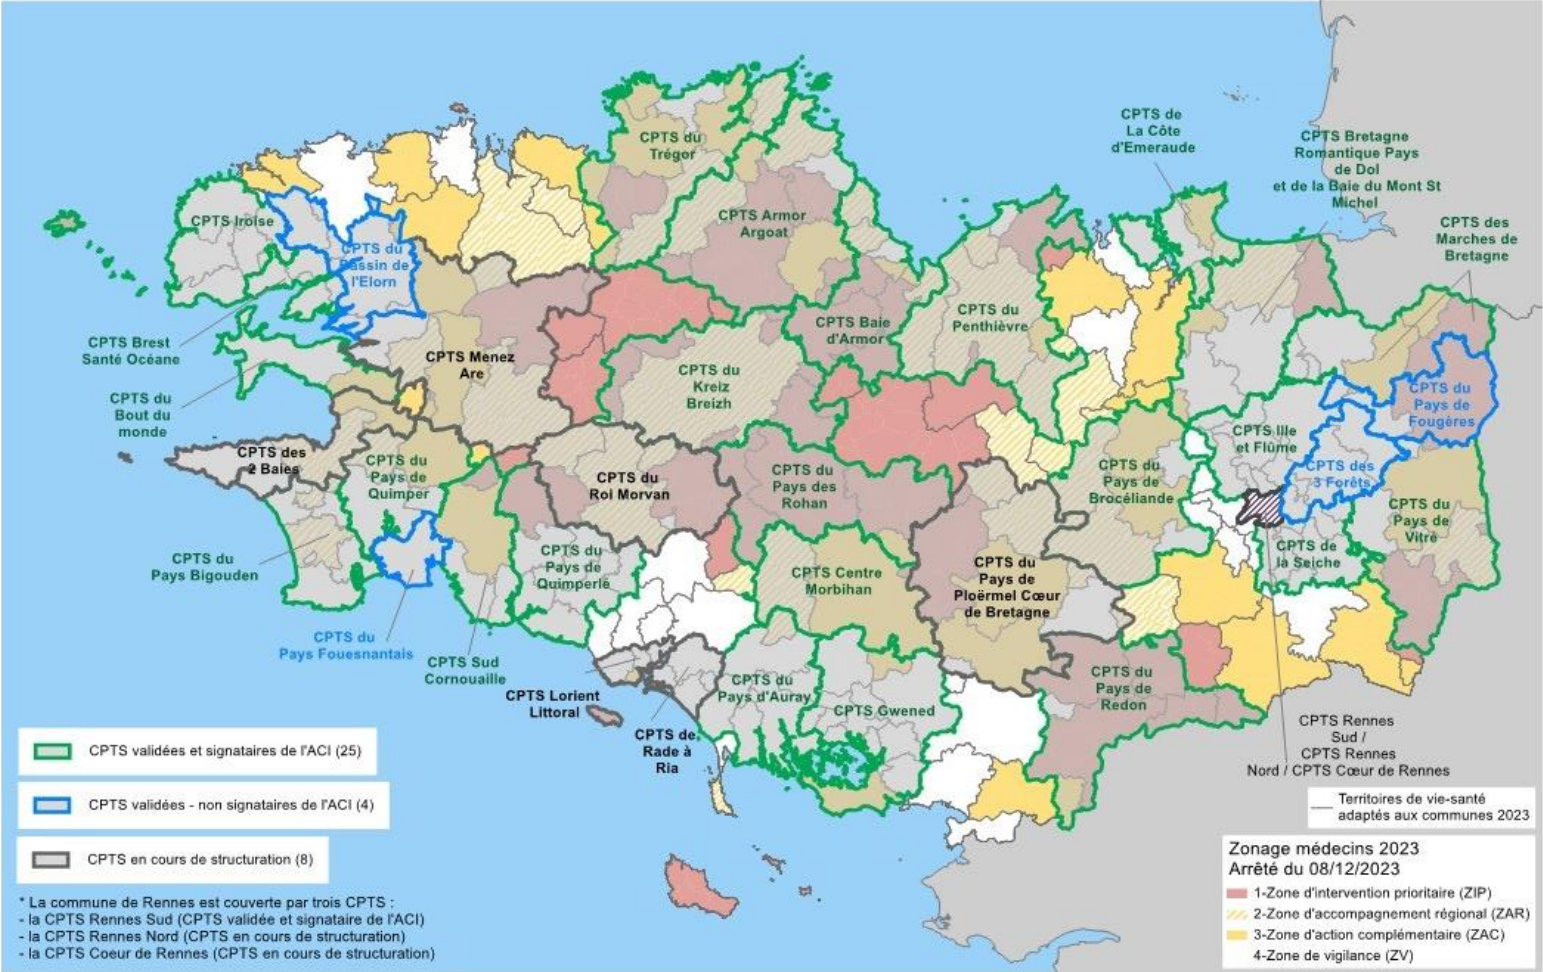 CPTS de
La Côte
d'Emeraude
CPTS Bretagne
Romantique Pays
de Dol
et de la Baie du Mont St
Michel
CPTS des
Marches de
Bretagne
CPTS du
Trégor
CPTS Iroise
CPTS Armor
Argoat
CPTS du
Bassin de
l'Elorn
CPTS Brest
Santé Océane
CPTS Menez
Are
CPTS Baie
d'Armor
CPTS du
Penthièvre
CPTS du
Kreiz
Breizh
CPTS du
Bout du
monde
CPTS du
Pays de
Fougères
CPTS Ille
et Flûme
CPTS des
2 Baies
CPTS du
Pays de
Quimper
CPTS du
Roi Morvan
CPTS du
Pays des
Rohan
CPTS du
Pays de
Brocéliande
CPTS des
3 Forêts
CPTS du
Pays de
Vitré
CPTS du
Pays Bigouden
CPTS du
Pays de
Quimperlé
CPTS Centre
Morbihan
CPTS du
Pays de
Ploërmel Cœur
de Bretagne
CPTS de
la Seiche
CPTS du
Pays Fouesnantais
CPTS Sud
Cornouaille
CPTS Lorient
Littoral
CPTS du
Pays d'Auray
CPTS Gwened
CPTS du
Pays de
Redon
CPTS de
Rade à
Ria
CPTS Rennes
Sud /
CPTS Rennes
Nord / CPTS Cœur de Rennes
CPTS validées et signataires de l'ACI (25)
CPTS validées - non signataires de l'ACI (4)
CPTS en cours de structuration (8)
* La commune de Rennes est couverte par trois CPTS :
- la CPTS Rennes Sud (CPTS validée et signataire de l'ACI)
- la CPTS Rennes Nord (CPTS en cours de structuration)
- la CPTS Coeur de Rennes (CPTS en cours de structuration)
Territoires de vie-santé
adaptés aux communes 2023
Zonage médecins 2023
Arrêté du 08/12/2023
1-Zone d'intervention prioritaire (ZIP)
2-Zone d'accompagnement régional (ZAR)
3-Zone d'action complémentaire (ZAC)
4-Zone de vigilance (ZV)